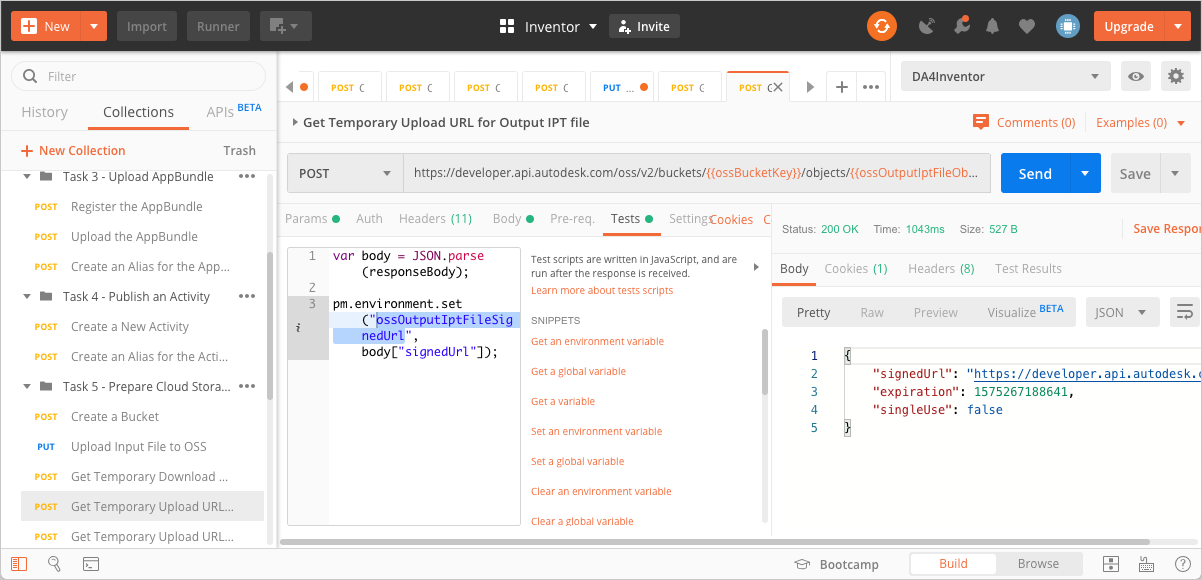 New
Import
Runner
Inventor
Invite
Upgrade
Filter
History
Collections
APIs BETA
New Collection
Trash
Task 3 - Upload AppBundle
POST Register the AppBundle
POST Upload the AppBundle
POST Create an Alias for the App...
Task 4 - Publish an Activity
POST Create a New Activity
POST Create an Alias for the Acti...
Task 5 - Prepare Cloud Stora...
POST Create a Bucket
PUT Upload Input File to OSS
POST Get Temporary Download ...
POST Get Temporary Upload URL...
POST Get Temporary Upload URL...
POST C
POST C
POST C
POST C
PUT ...
POST C
POST C
DA4Inventor
Get Temporary Upload URL for Output IPT file
Comments (0)
Examples (0)
POST
https://developer.api.autodesk.com/oss/v2/buckets/{{ossBucketKey}}/objects/{{ossOutputIptFileOb...
Send
Save
Params
Auth
Headers (11)
Body
Pre-req.
Tests
Settings
Cookies
C
1 var body = JSON.parse
(responseBody);
2
3 pm.environment.set
("ossOutputIptFileSig
nedUrl",
body["signedUrl"]);
Test scripts are written in JavaScript, and are
run after the response is received.
Learn more about tests scripts
SNIPPETS
Get an environment variable
Get a global variable
Get a variable
Set an environment variable
Set a global variable
Clear an environment variable
Clear a global variable
Status: 200 OK
Time: 1043ms
Size: 527 B
Save Respon
Body
Cookies (1)
Headers (8)
Test Results
Pretty
Raw
Preview
Visualize BETA
JSON
1 {
2 "signedUrl": "https://developer.api.autodesk.c
3 "expiration": 1575267188641,
4 "singleUse": false
5 }
Bootcamp
Build
Browse